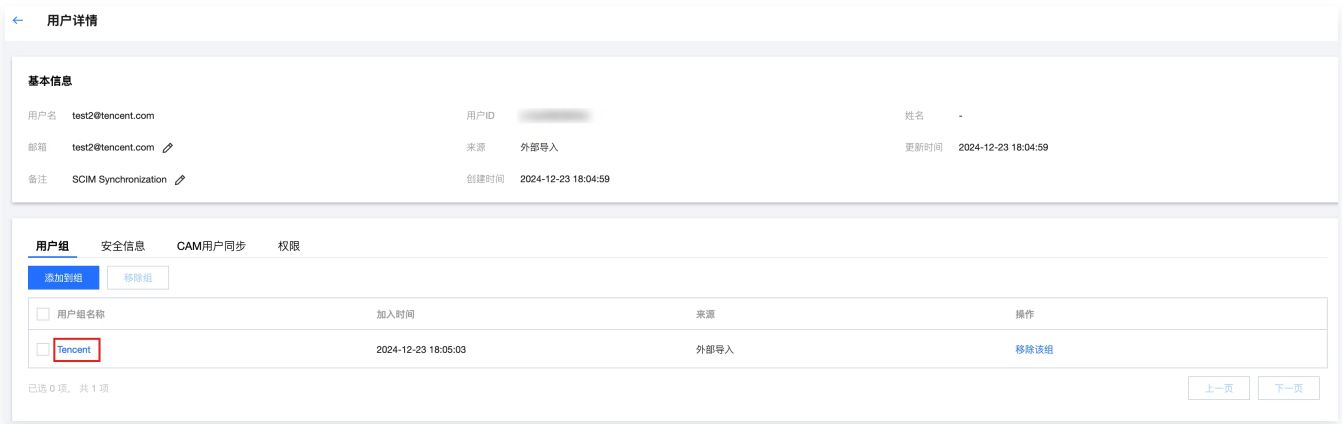 ← 用户详情
基本信息
用户名 test2@tencent.com 用户ID 姓名 -
邮箱 test2@tencent.com 来源 外部导入 更新时间 2024-12-23 18:04:59
备注 SCIM Synchronization 创建时间 2024-12-23 18:04:59
用户组 安全信息 CAM用户同步 权限
添加到组 移除组
用户组名称 加入时间 来源 操作
Tencent 2024-12-23 18:05:03 外部导入 移除该组
已选 0 项，共 1 项 上一页 下一页